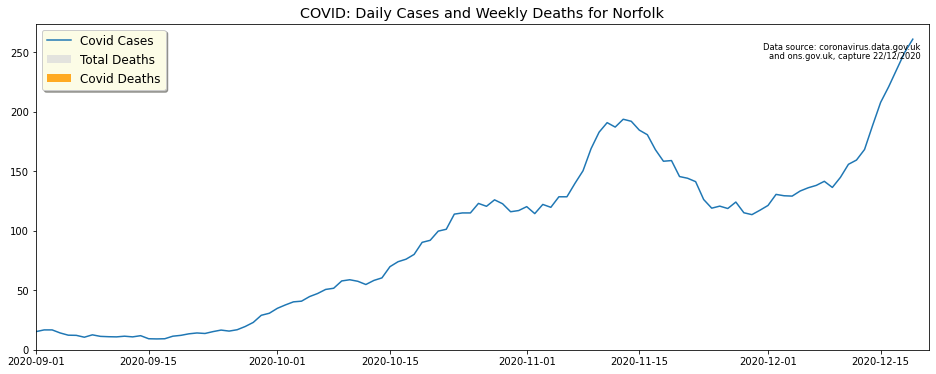 COVID: Daily Cases and Weekly Deaths for Norfolk
Covid Cases
Total Deaths
Covid Deaths
Data source: coronavirus.data.gov.uk
and ons.gov.uk, capture 22/12/2020
250
200
150
100
50
0
2020-09-01
2020-09-15
2020-10-01
2020-10-15
2020-11-01
2020-11-15
2020-12-01
2020-12-15